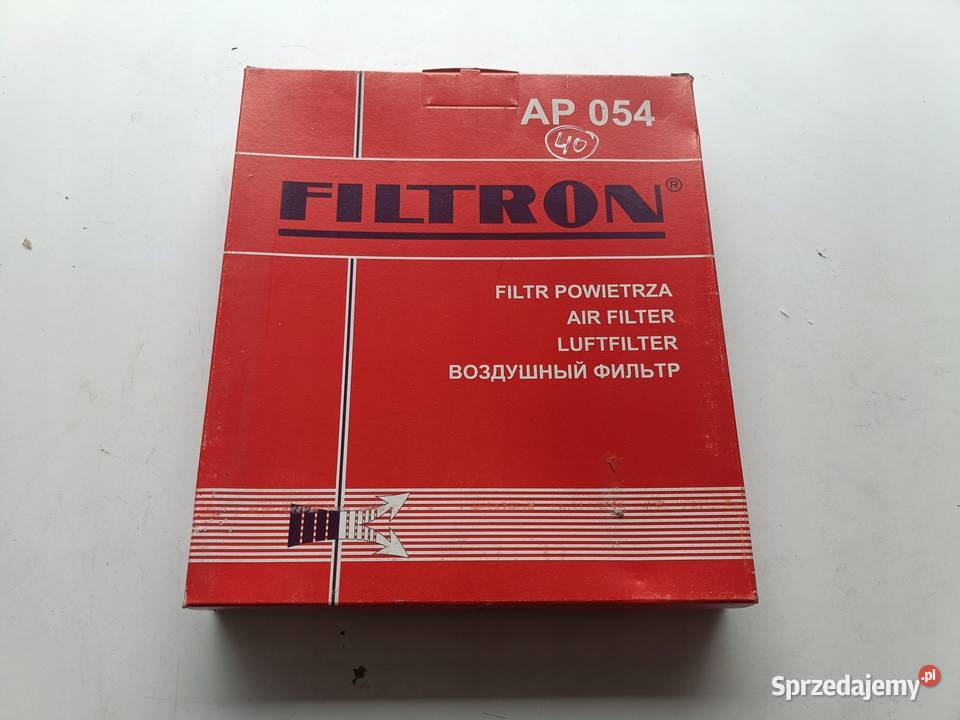 AP 054
40
FILTRON®
FILTR POWIETRZA
AIR FILTER
LUFTFILTER
ВОЗДУШНЫЙ ФИЛЬТР
Sprzedajemy.pl